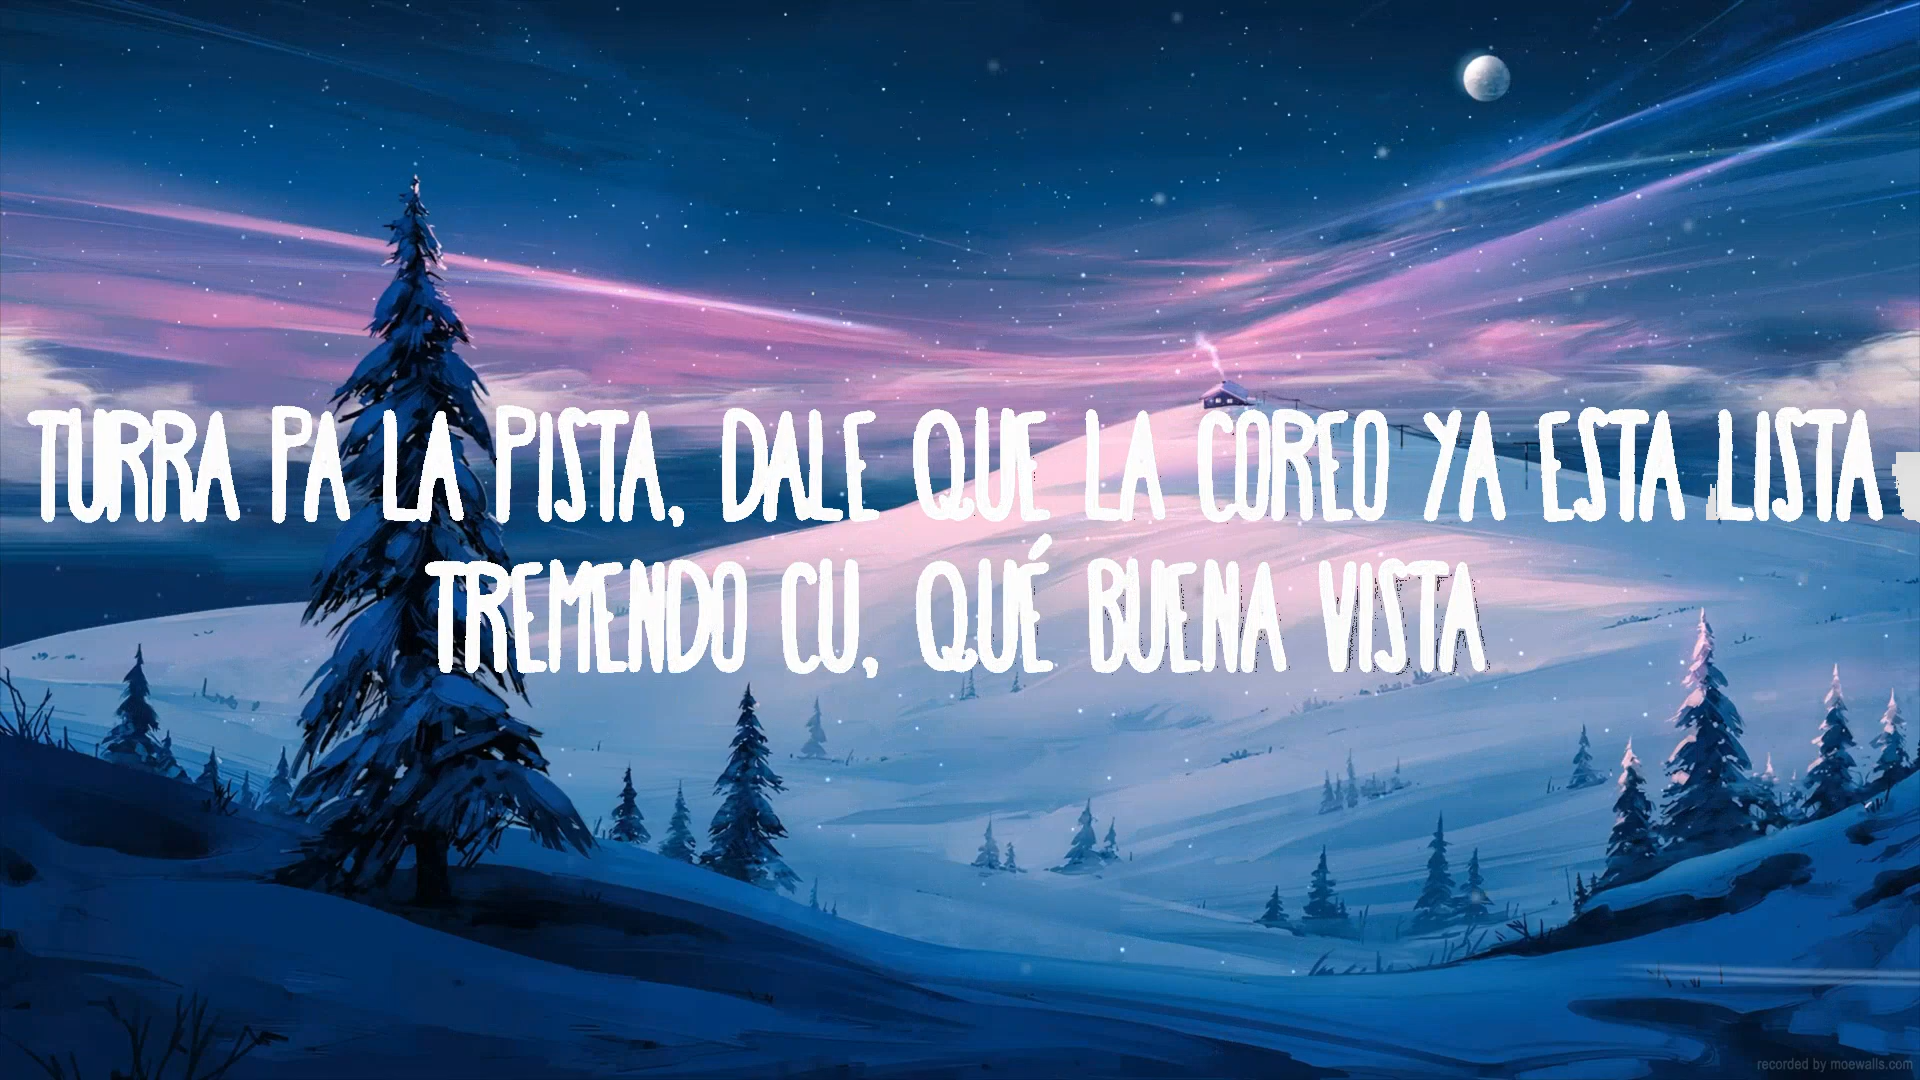 TURRA PA LA PISTA, DALE QUE LA COREO YA ESTA LISTA
TREMENDO CU, QUÉ BUENA VISTA
recorded by moewalls.com